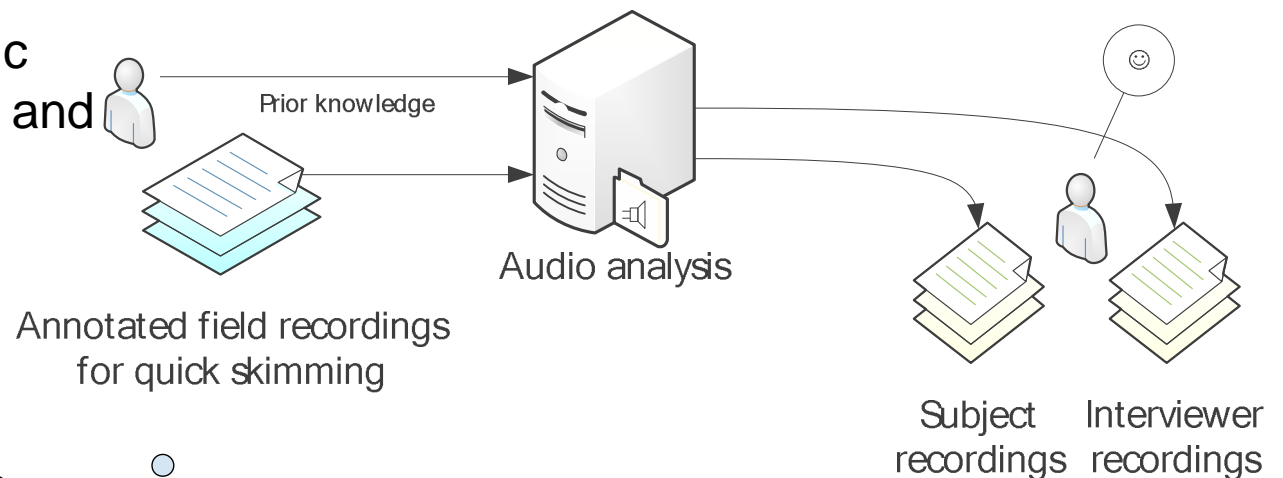 c
and
Prior knowledge
Audio analysis
Annotated field recordings
for quick skimming
Subject
recordings
Interviewer
recordings